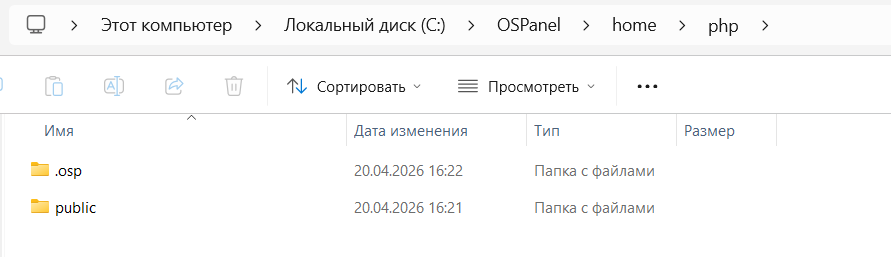 Этот компьютер > Локальный диск (C:) > OSPanel > home > php >
Сортировать Просмотреть ...
Имя Дата изменения Тип Размер
.osp 20.04.2026 16:22 Папка с файлами
public 20.04.2026 16:21 Папка с файлами